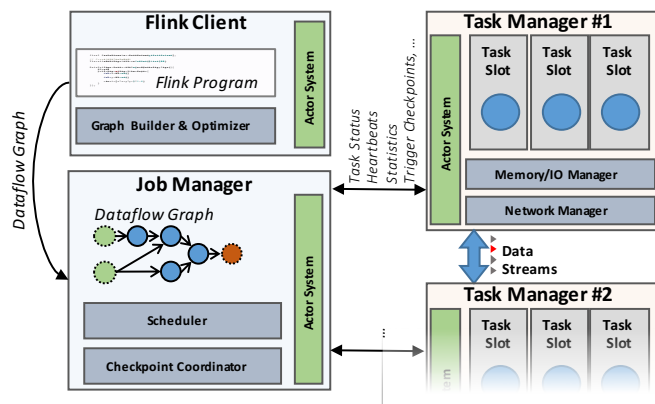 Flink Client
Flink Program
Graph Builder & Optimizer
Actor System
Dataflow Graph
Job Manager
Dataflow Graph
Scheduler
Checkpoint Coordinator
Actor System
Task Status
Heartbeats
Statistics
Trigger Checkpoints, ...
...
Task Manager #1
Actor System
Task
Slot
Task
Slot
Task
Slot
Memory/IO Manager
Network Manager
Data
Streams
Task Manager #2
Task
Slot
Task
Slot
Task
Slot